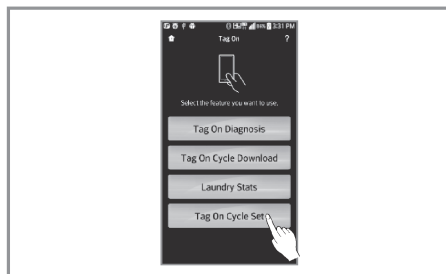 3:31 PM
Tag On
?
Select the feature you want to use.
Tag On Diagnosis
Tag On Cycle Download
Laundry Stats
Tag On Cycle Set